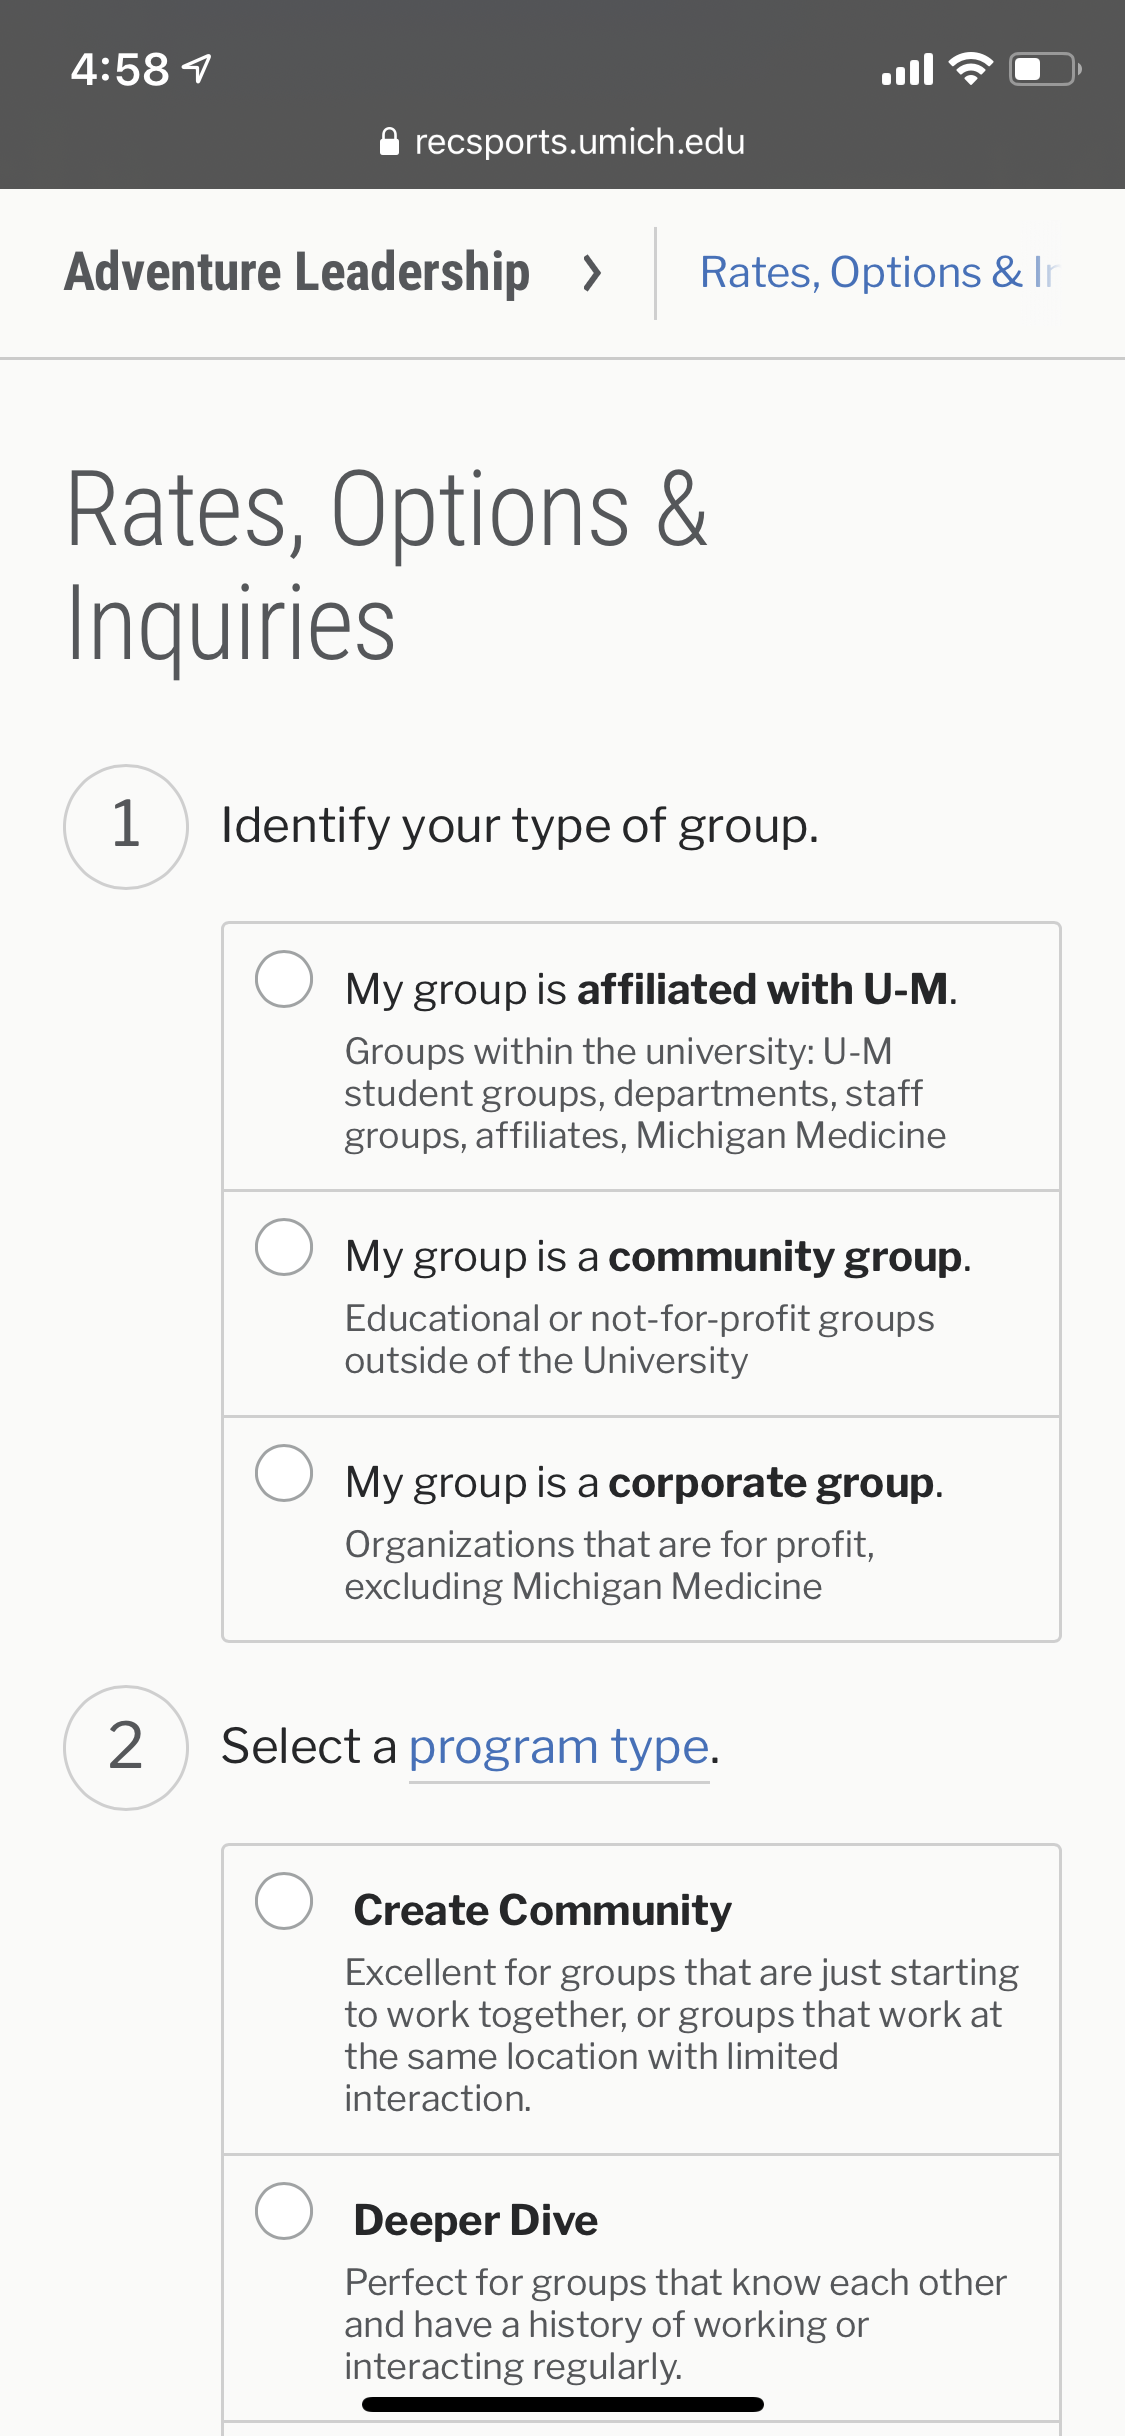 4:58
recsports.umich.edu
Adventure Leadership
Rates, Options &
Rates, Options &
Inquiries
1
Identify your type of group.
My group is affiliated with U-M.
Groups within the university: U-M
student groups, departments, staff
groups, affiliates, Michigan Medicine
My group is a community group.
Educational or not-for-profit groups
outside of the University
My group is a corporate group.
Organizations that are for profit,
excluding Michigan Medicine
2
Select a program type.
Create Community
Excellent for groups that are just starting
to work together, or groups that work at
the same location with limited
interaction.
Deeper Dive
Perfect for groups that know each other
and have a history of working or
interacting regularly.